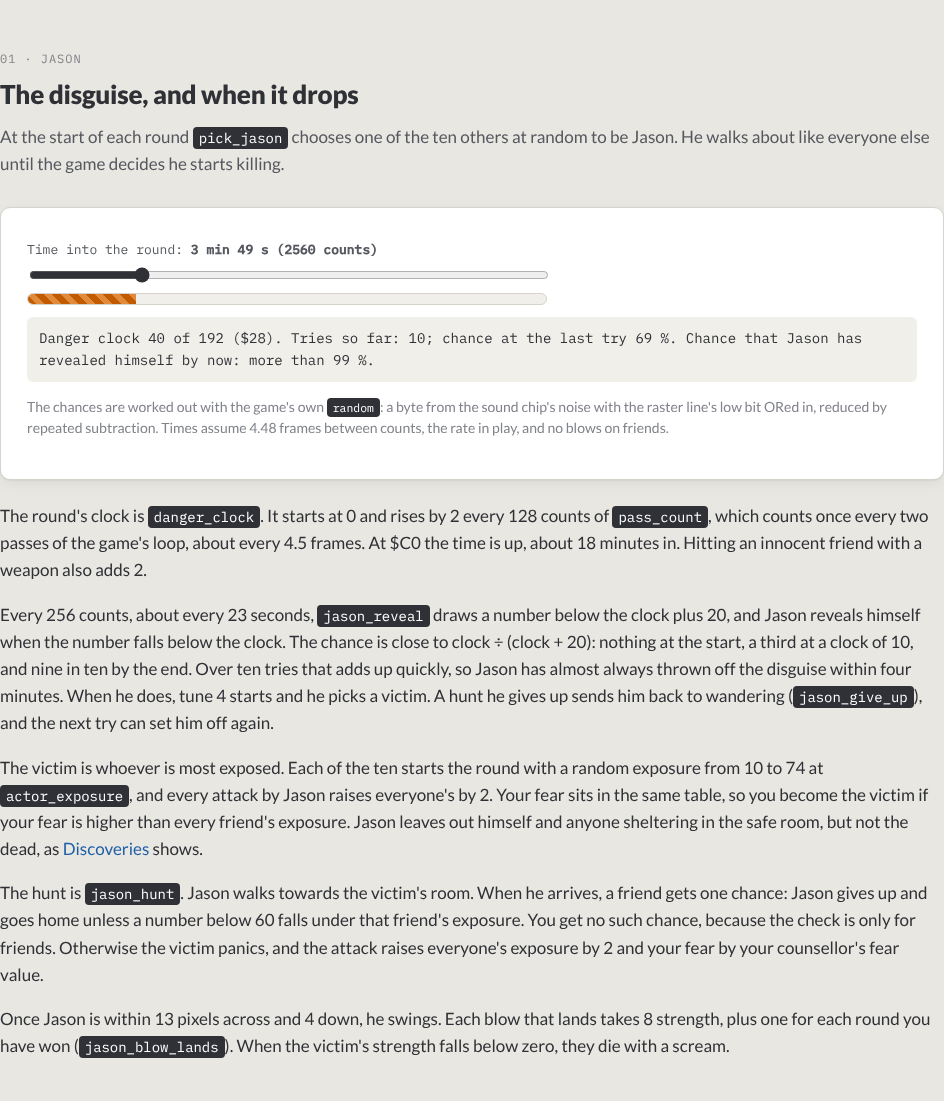 01 · JASON
The disguise, and when it drops
At the start of each round pick_jason chooses one of the ten others at random to be Jason. He walks about like everyone else
until the game decides he starts killing.
Time into the round: 3 min 49 s (2560 counts)
Danger clock 40 of 192 ($28). Tries so far: 10; chance at the last try 69 %. Chance that Jason has
revealed himself by now: more than 99 %.
The chances are worked out with the game's own random: a byte from the sound chip's noise with the raster line's low bit ORed in, reduced by
repeated subtraction. Times assume 4.48 frames between counts, the rate in play, and no blows on friends.
The round's clock is danger_clock. It starts at 0 and rises by 2 every 128 counts of pass_count, which counts once every two
passes of the game's loop, about every 4.5 frames. At $C0 the time is up, about 18 minutes in. Hitting an innocent friend with a
weapon also adds 2.
Every 256 counts, about every 23 seconds, jason_reveal draws a number below the clock plus 20, and Jason reveals himself
when the number falls below the clock. The chance is close to clock ÷ (clock + 20): nothing at the start, a third at a clock of 10,
and nine in ten by the end. Over ten tries that adds up quickly, so Jason has almost always thrown off the disguise within four
minutes. When he does, tune 4 starts and he picks a victim. A hunt he gives up sends him back to wandering (jason_give_up),
and the next try can set him off again.
The victim is whoever is most exposed. Each of the ten starts the round with a random exposure from 10 to 74 at
actor_exposure, and every attack by Jason raises everyone's by 2. Your fear sits in the same table, so you become the victim if
your fear is higher than every friend's exposure. Jason leaves out himself and anyone sheltering in the safe room, but not the
dead, as Discoveries shows.
The hunt is jason_hunt. Jason walks towards the victim's room. When he arrives, a friend gets one chance: Jason gives up and
goes home unless a number below 60 falls under that friend's exposure. You get no such chance, because the check is only for
friends. Otherwise the victim panics, and the attack raises everyone's exposure by 2 and your fear by your counsellor's fear
value.
Once Jason is within 13 pixels across and 4 down, he swings. Each blow that lands takes 8 strength, plus one for each round you
have won (jason_blow_lands). When the victim's strength falls below zero, they die with a scream.